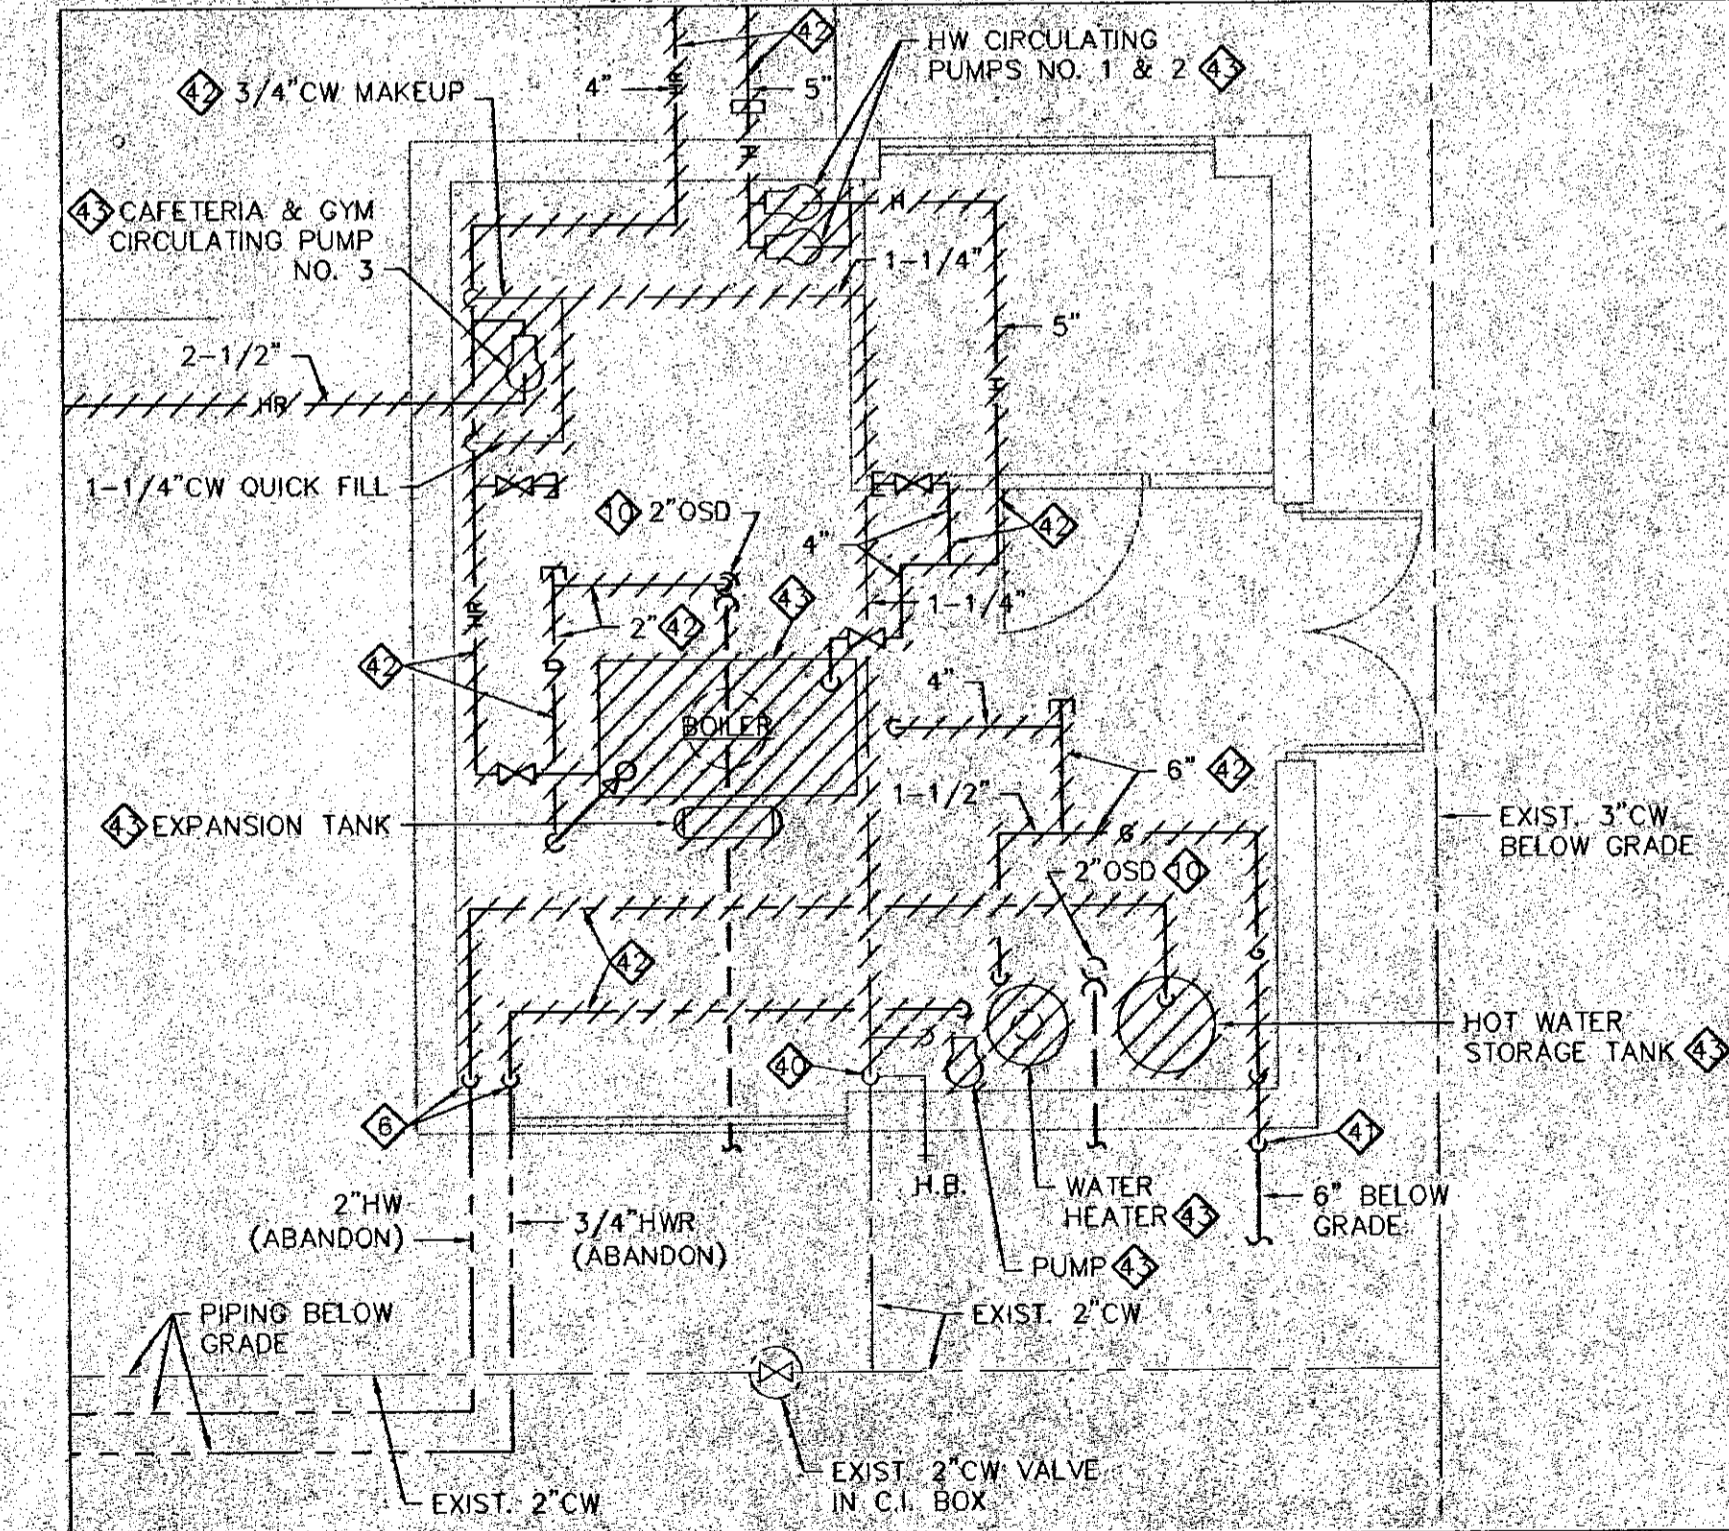 42
HW CIRCULATING
PUMPS NO. 1 & 2 43
42 3/4"CW MAKEUP
4"
HR
5"
H
43 CAFETERIA & GYM
CIRCULATING PUMP
NO. 3
H
1-1/4"
5"
2-1/2"
HR
H
1-1/4"CW QUICK FILL
10 2"OSD
4"
42
43
1-1/4"
HR
2" 42
42
4"
BOILER
6" 42
1-1/2"
43 EXPANSION TANK
G
EXIST. 3"CW
BELOW GRADE
2"OSD 10
42
HOT WATER
STORAGE TANK 43
40
6
41
H.B.
WATER
HEATER 43
6" BELOW
GRADE
2"HW
(ABANDON)
3/4"HWR
(ABANDON)
PUMP 43
PIPING BELOW
GRADE
EXIST. 2"CW
EXIST. 2"CW VALVE
IN C.I. BOX
EXIST. 2"CW